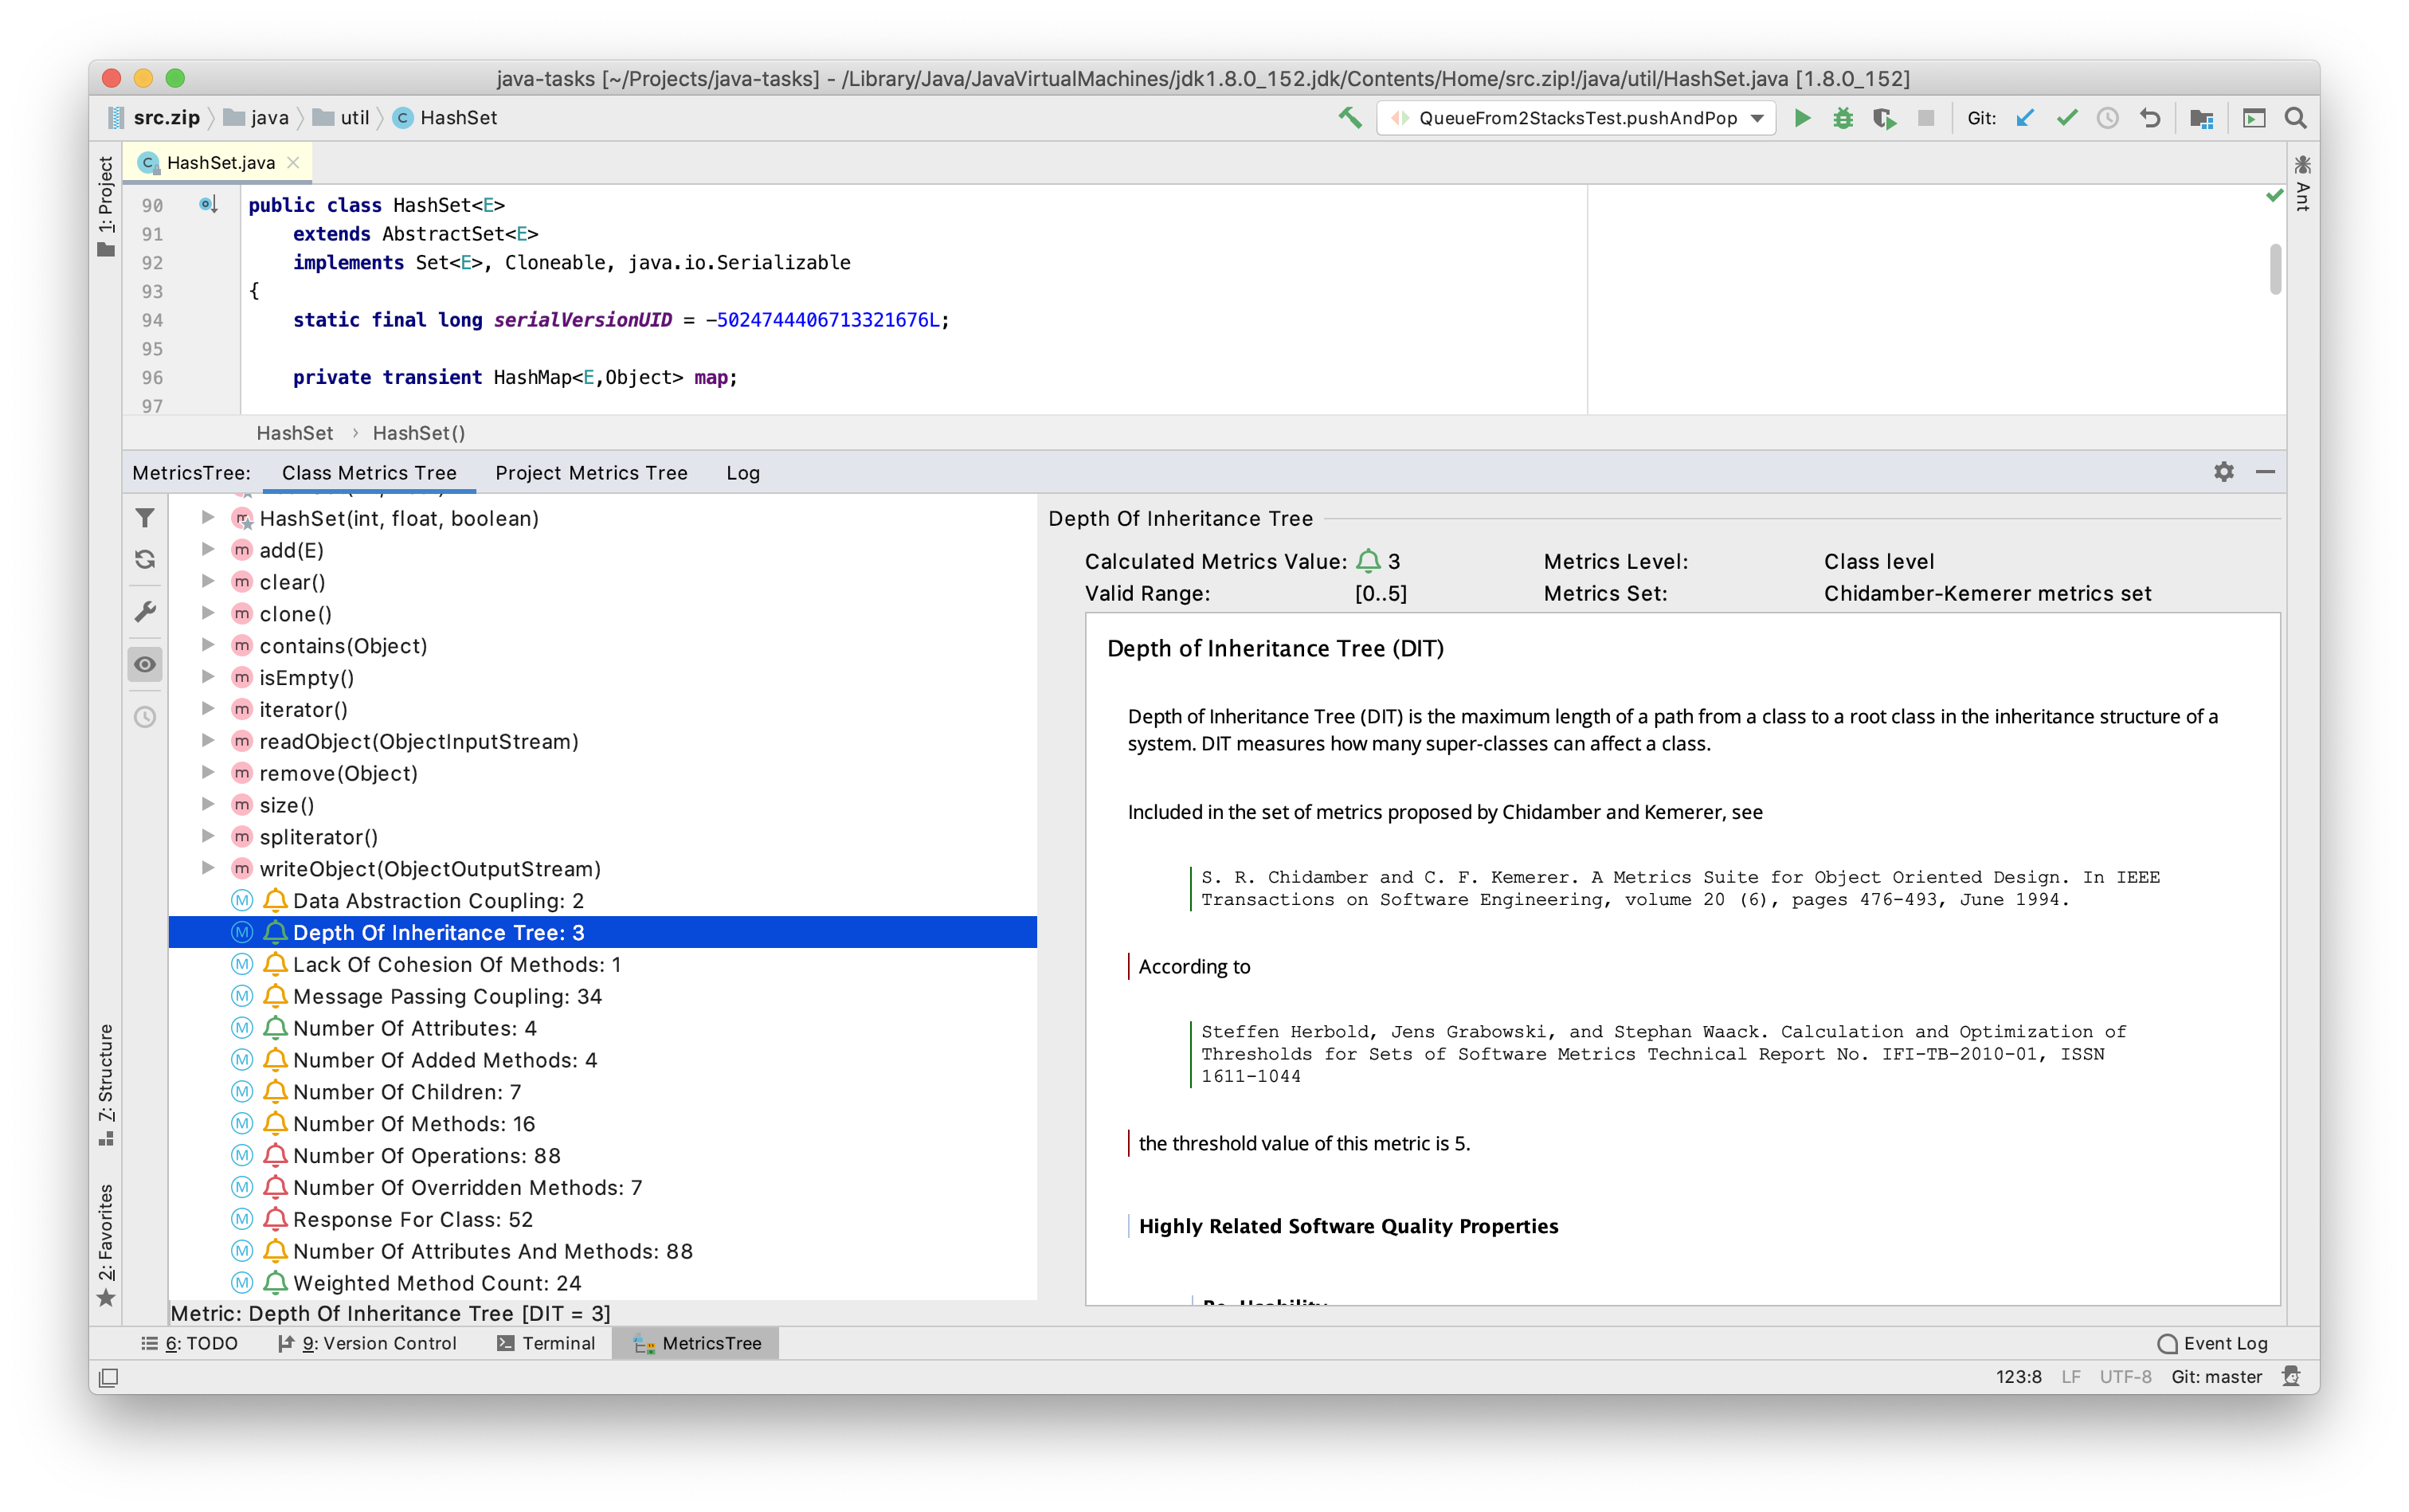 java-tasks [~/Projects/java-tasks] - /Library/Java/JavaVirtualMachines/jdk1.8.0_152.jdk/Contents/Home/src.zip!/java/util/HashSet.java [1.8.0_152]
src.zip java util C HashSet
QueueFrom2StacksTest.pushAndPop Git:
1: Project
C HashSet.java
Ant
90 public class HashSet<E>
91 extends AbstractSet<E>
92 implements Set<E>, Cloneable, java.io.Serializable
93 {
94 static final long serialVersionUID = -5024744406713321676L;
95
96 private transient HashMap<E,Object> map;
97
HashSet › HashSet()
MetricsTree: Class Metrics Tree Project Metrics Tree Log
m HashSet(int, float, boolean)
m add(E)
m clear()
m clone()
m contains(Object)
m isEmpty()
m iterator()
m readObject(ObjectInputStream)
m remove(Object)
m size()
m spliterator()
m writeObject(ObjectOutputStream)
M Data Abstraction Coupling: 2
M Depth Of Inheritance Tree: 3
M Lack Of Cohesion Of Methods: 1
M Message Passing Coupling: 34
M Number Of Attributes: 4
M Number Of Added Methods: 4
M Number Of Children: 7
M Number Of Methods: 16
M Number Of Operations: 88
M Number Of Overridden Methods: 7
M Response For Class: 52
M Number Of Attributes And Methods: 88
M Weighted Method Count: 24
Metric: Depth Of Inheritance Tree [DIT = 3]
7: Structure
2: Favorites
Depth Of Inheritance Tree
Calculated Metrics Value: 3 Metrics Level: Class level
Valid Range: [0..5] Metrics Set: Chidamber-Kemerer metrics set
Depth of Inheritance Tree (DIT)
Depth of Inheritance Tree (DIT) is the maximum length of a path from a class to a root class in the inheritance structure of a
system. DIT measures how many super-classes can affect a class.
Included in the set of metrics proposed by Chidamber and Kemerer, see
S. R. Chidamber and C. F. Kemerer. A Metrics Suite for Object Oriented Design. In IEEE
Transactions on Software Engineering, volume 20 (6), pages 476-493, June 1994.
According to
Steffen Herbold, Jens Grabowski, and Stephan Waack. Calculation and Optimization of
Thresholds for Sets of Software Metrics Technical Report No. IFI-TB-2010-01, ISSN
1611-1044
the threshold value of this metric is 5.
Highly Related Software Quality Properties
Re-Usability
6: TODO 9: Version Control Terminal MetricsTree Event Log
123:8 LF UTF-8 Git: master